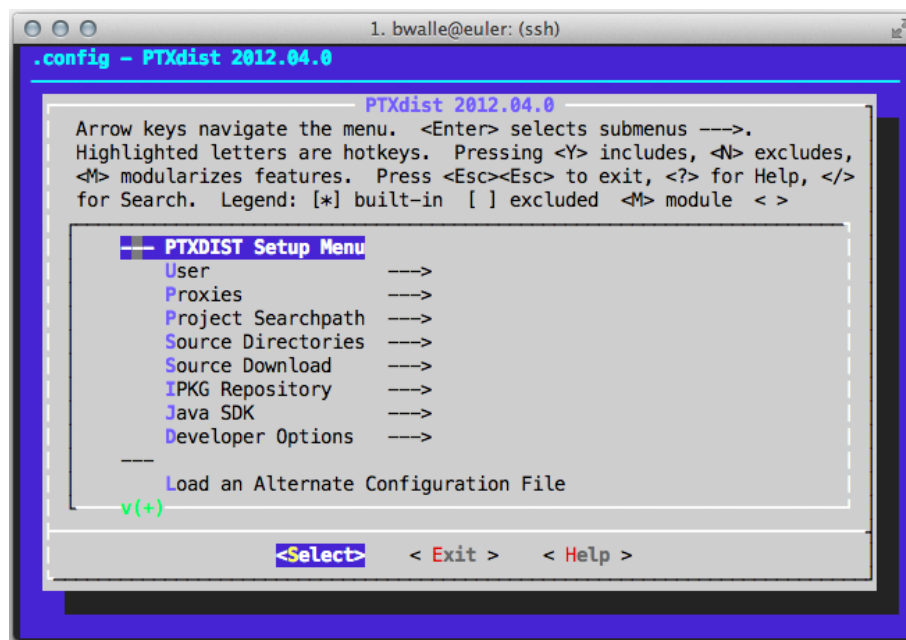 1. bwalle@euler: (ssh)
.config - PTXdist 2012.04.0
PTXdist 2012.04.0
Arrow keys navigate the menu. <Enter> selects submenus --->.
Highlighted letters are hotkeys. Pressing <Y> includes, <N> excludes,
<M> modularizes features. Press <Esc><Esc> to exit, <?> for Help, </>
for Search. Legend: [*] built-in [ ] excluded <M> module < >
--- PTXDIST Setup Menu
User --->
Proxies --->
Project Searchpath --->
Source Directories --->
Source Download --->
IPKG Repository --->
Java SDK --->
Developer Options --->
---
Load an Alternate Configuration File
v(+)
<Select> < Exit > < Help >